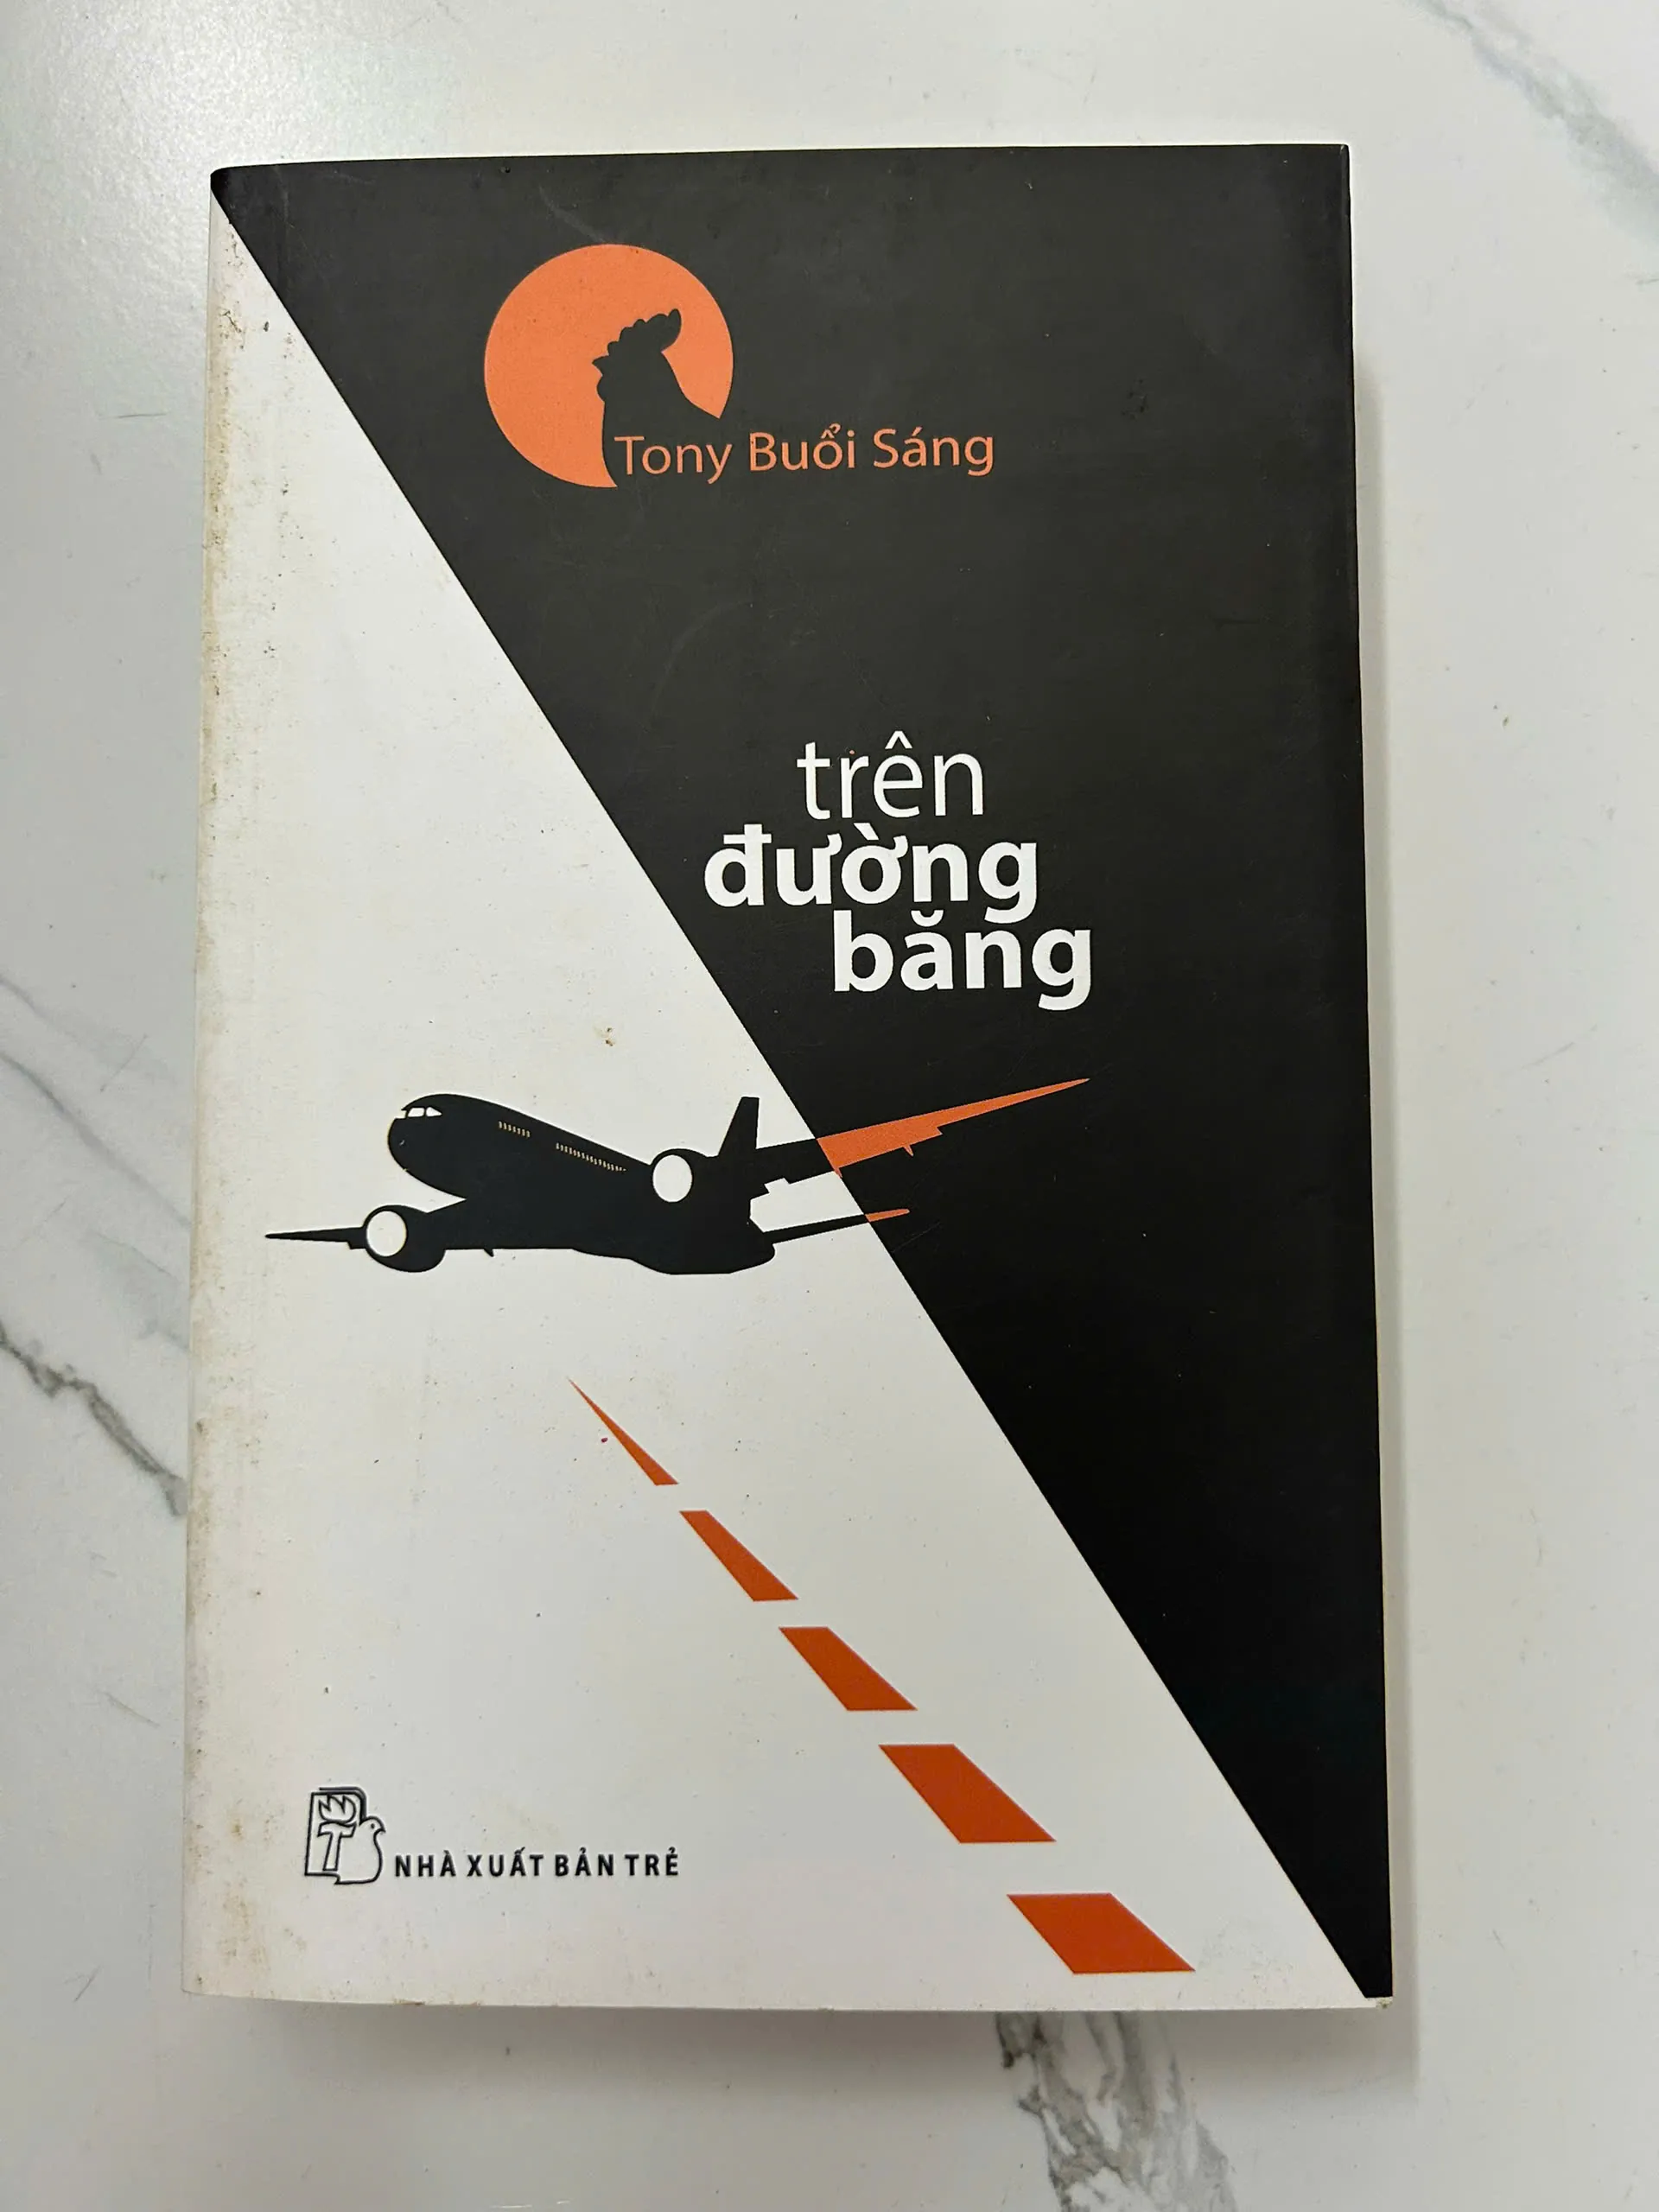 Tony Buổi Sáng
trên
đường
băng
NHÀ XUẤT BẢN TRẺ